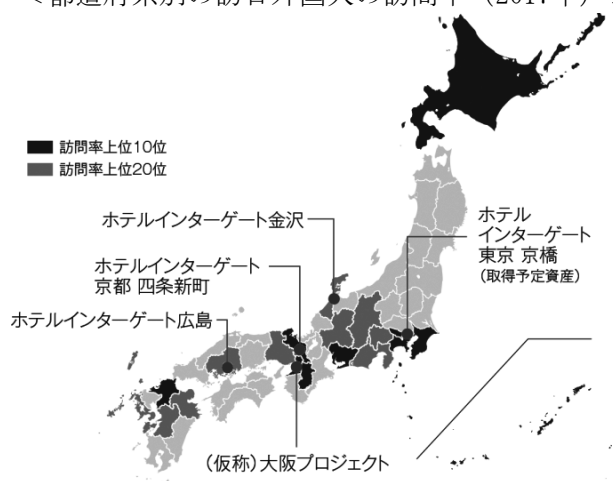 ＜都道府県別の訪日外国人の訪問率（2017年）
訪問率上位10位
訪問率上位20位
ホテルインターゲート金沢
ホテル
インターゲート
東京 京橋
(取得予定資産)
ホテルインターゲート
京都 四条新町
ホテルインターゲート広島
(仮称)大阪プロジェクト